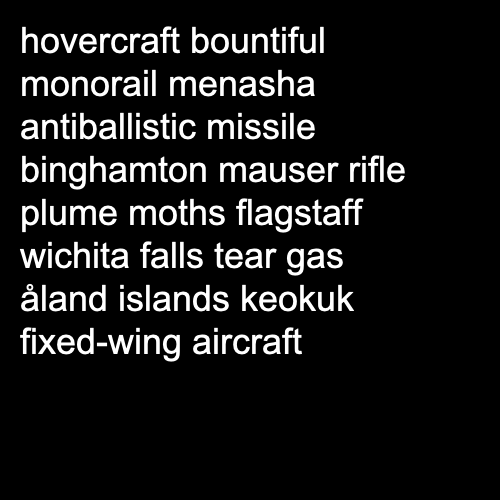 hovercraft bountiful
monorail menasha
antiballistic missile
binghamton mauser rifle
plume moths flagstaff
wichita falls tear gas
åland islands keokuk
fixed-wing aircraft